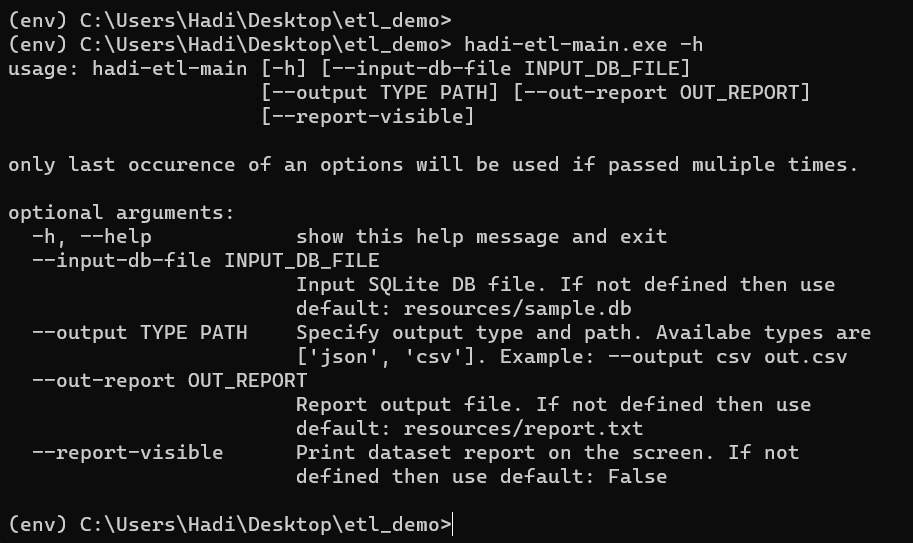 (env) C:\Users\Hadi\Desktop\etl_demo>
(env) C:\Users\Hadi\Desktop\etl_demo> hadi-etl-main.exe -h
usage: hadi-etl-main [-h] [--input-db-file INPUT_DB_FILE]
                     [--output TYPE PATH] [--out-report OUT_REPORT]
                     [--report-visible]
only last occurence of an options will be used if passed muliple times.
optional arguments:
  -h, --help            show this help message and exit
  --input-db-file INPUT_DB_FILE
                        Input SQLite DB file. If not defined then use
                        default: resources/sample.db
  --output TYPE PATH    Specify output type and path. Availabe types are
                        ['json', 'csv']. Example: --output csv out.csv
  --out-report OUT_REPORT
                        Report output file. If not defined then use
                        default: resources/report.txt
  --report-visible      Print dataset report on the screen. If not
                        defined then use default: False
(env) C:\Users\Hadi\Desktop\etl_demo>